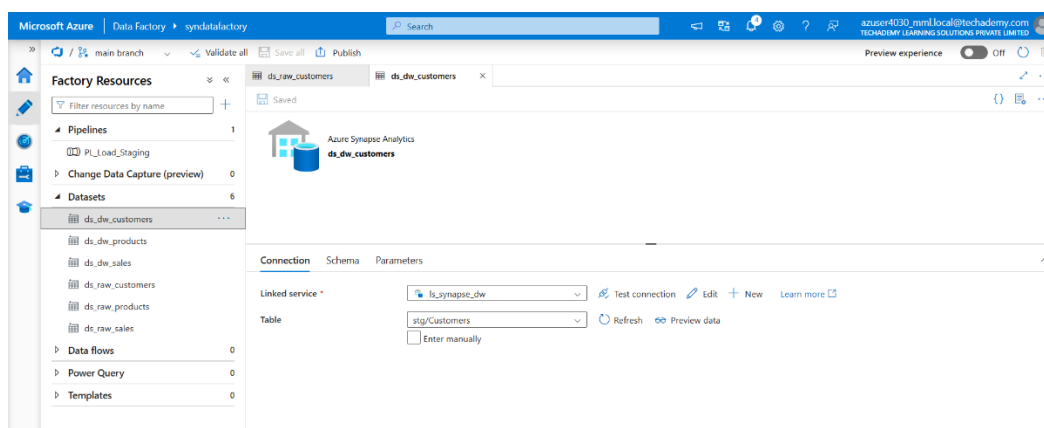 Microsoft Azure | Data Factory ▸ syndatafactory
Search
azuser4030_mml.local@techademy.com
TECHADEMY LEARNING SOLUTIONS PRIVATE LIMITED
/ main branch Validate all Save all Publish
Preview experience Off
Factory Resources
Filter resources by name
Pipelines 1
PL_Load_Staging
Change Data Capture (preview) 0
Datasets 6
ds_dw_customers ...
ds_dw_products
ds_dw_sales
ds_raw_customers
ds_raw_products
ds_raw_sales
Data flows 0
Power Query 0
Templates 0
ds_raw_customers ds_dw_customers
Saved
Azure Synapse Analytics
ds_dw_customers
Connection Schema Parameters
Linked service *
ls_synapse_dw
Test connection Edit New Learn more
Table
stg/Customers
Refresh Preview data
Enter manually